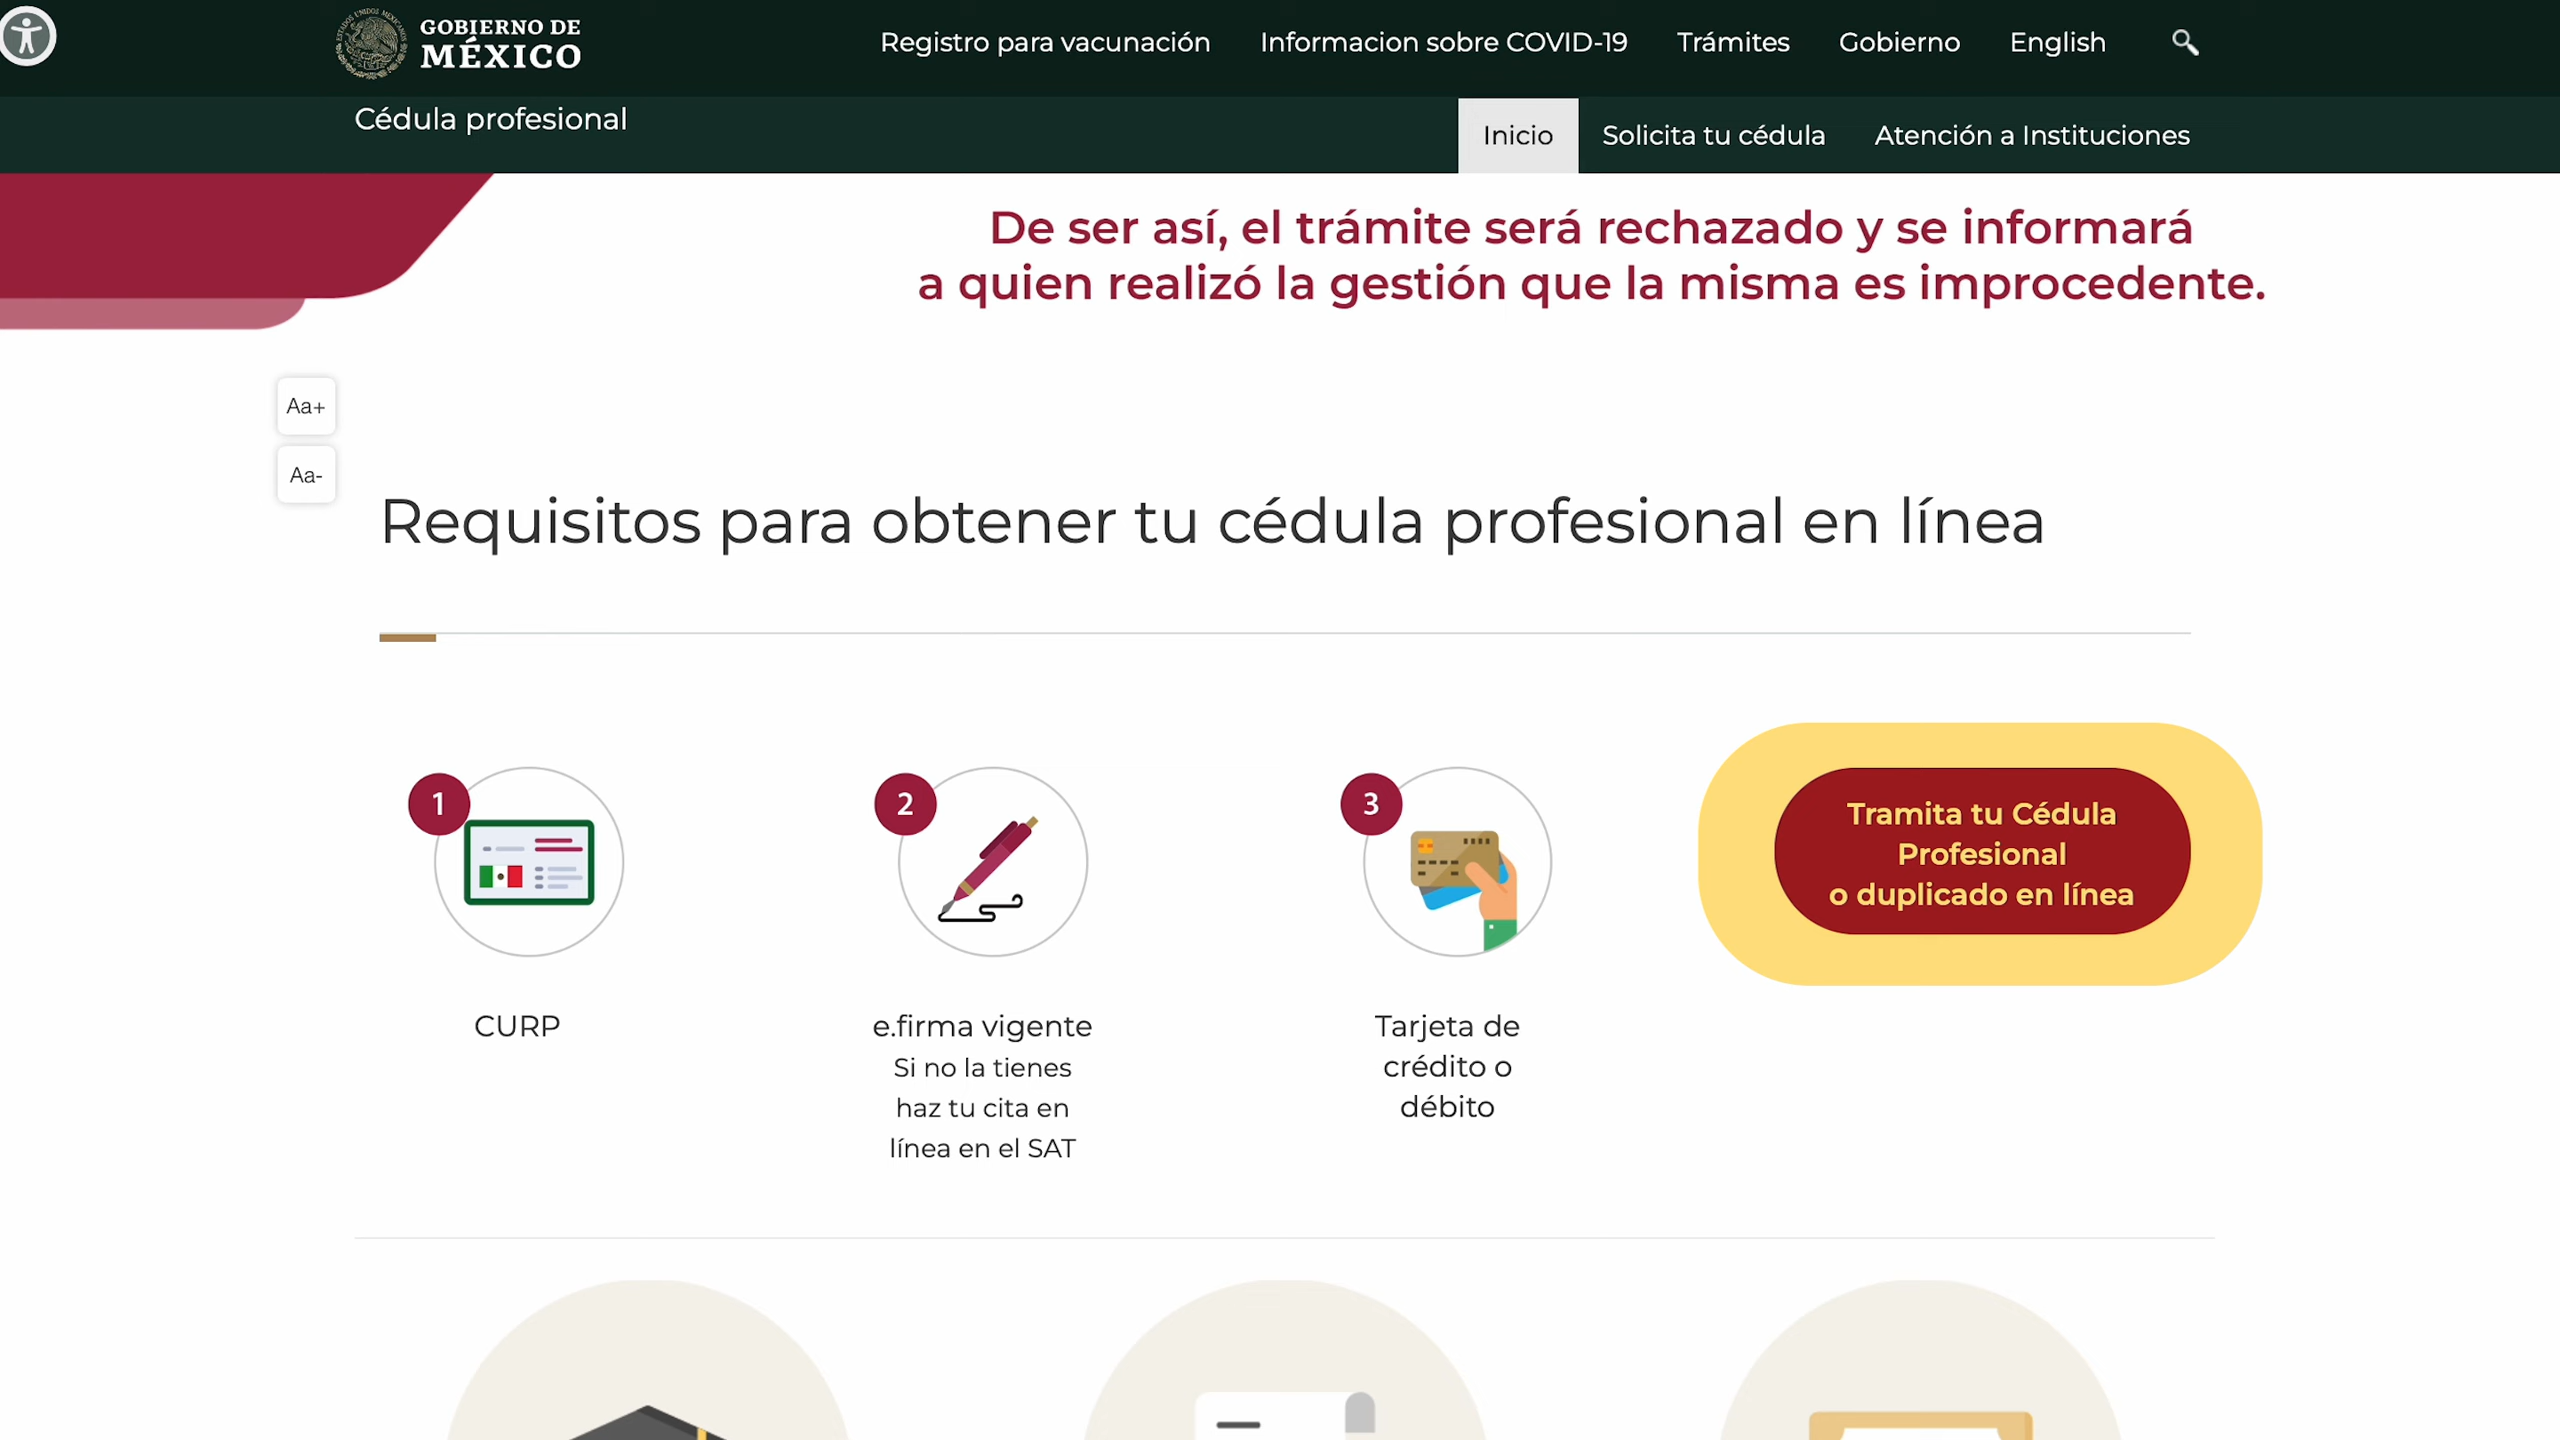 GOBIERNO DE
MÉXICO
Registro para vacunación
Informacion sobre COVID-19
Trámites
Gobierno
English
Cédula profesional
Inicio
Solicita tu cédula
Atención a Instituciones
De ser así, el trámite será rechazado y se informará
a quien realizó la gestión que la misma es improcedente.
Aa+
Aa-
Requisitos para obtener tu cédula profesional en línea
1
CURP
2
e.firma vigente
Si no la tienes
haz tu cita en
línea en el SAT
3
Tarjeta de
crédito o
débito
Tramita tu Cédula
Profesional
o duplicado en línea